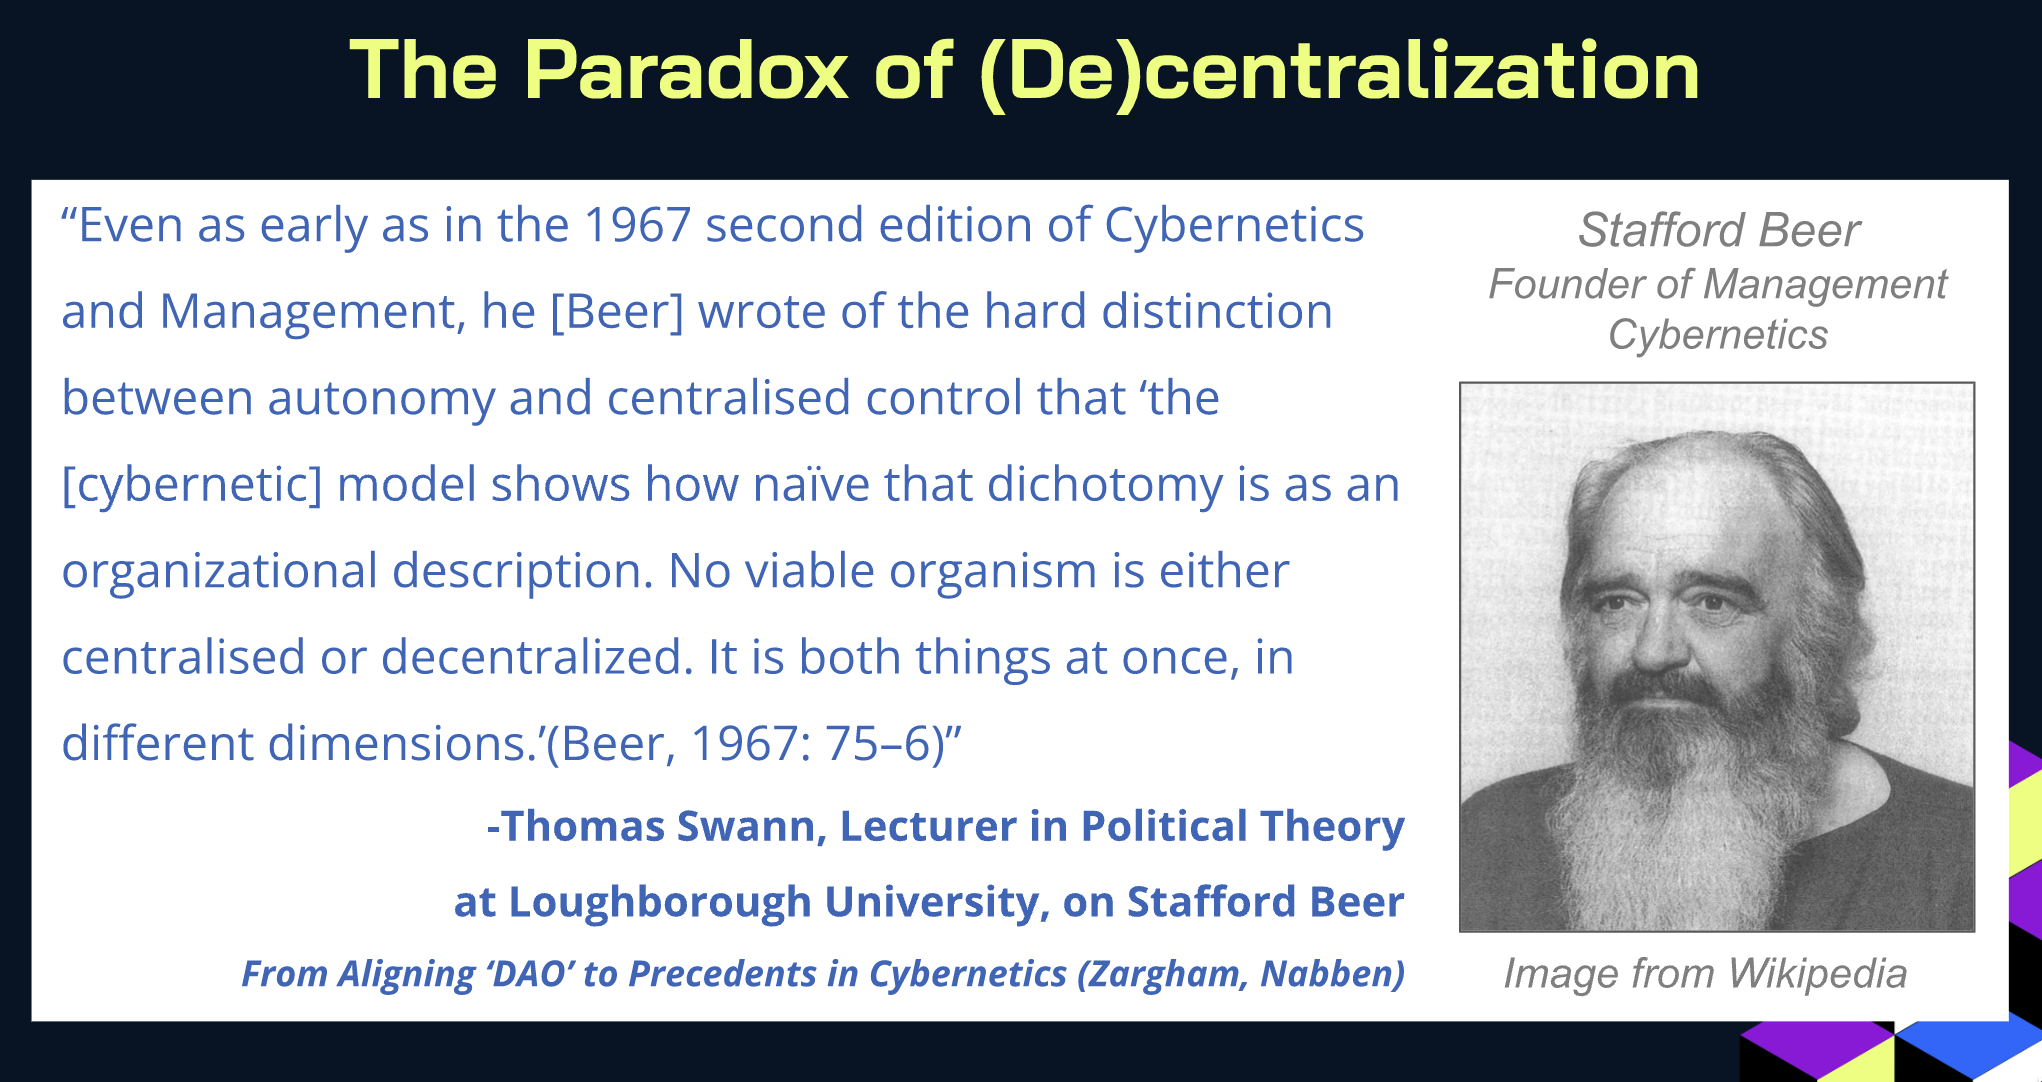 The Paradox of (De)centralization
“Even as early as in the 1967 second edition of Cybernetics
and Management, he [Beer] wrote of the hard distinction
between autonomy and centralised control that ‘the
[cybernetic] model shows how naïve that dichotomy is as an
organizational description. No viable organism is either
centralised or decentralized. It is both things at once, in
different dimensions.’(Beer, 1967: 75–6)”
-Thomas Swann, Lecturer in Political Theory
at Loughborough University, on Stafford Beer
From Aligning ‘DAO’ to Precedents in Cybernetics (Zargham, Nabben)
Stafford Beer
Founder of Management
Cybernetics
Image from Wikipedia